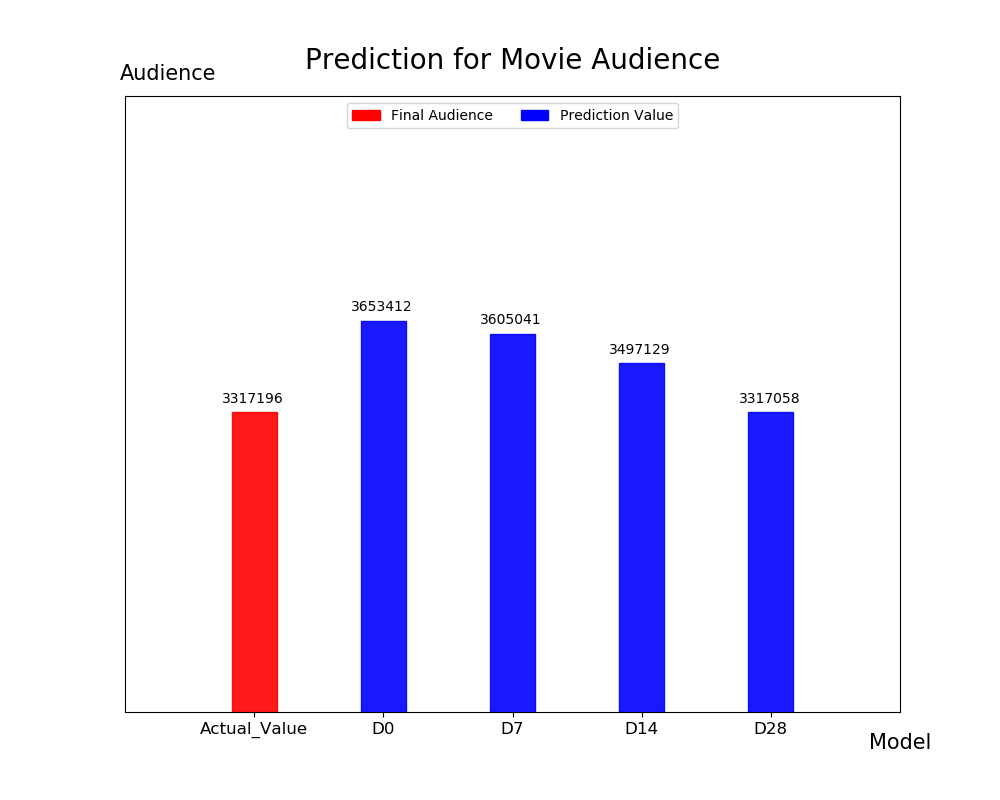 Prediction for Movie Audience
Audience
Final Audience
Prediction Value
3653412
3605041
3497129
3317196
3317058
Actual_Value
D0
D7
D14
D28
Model